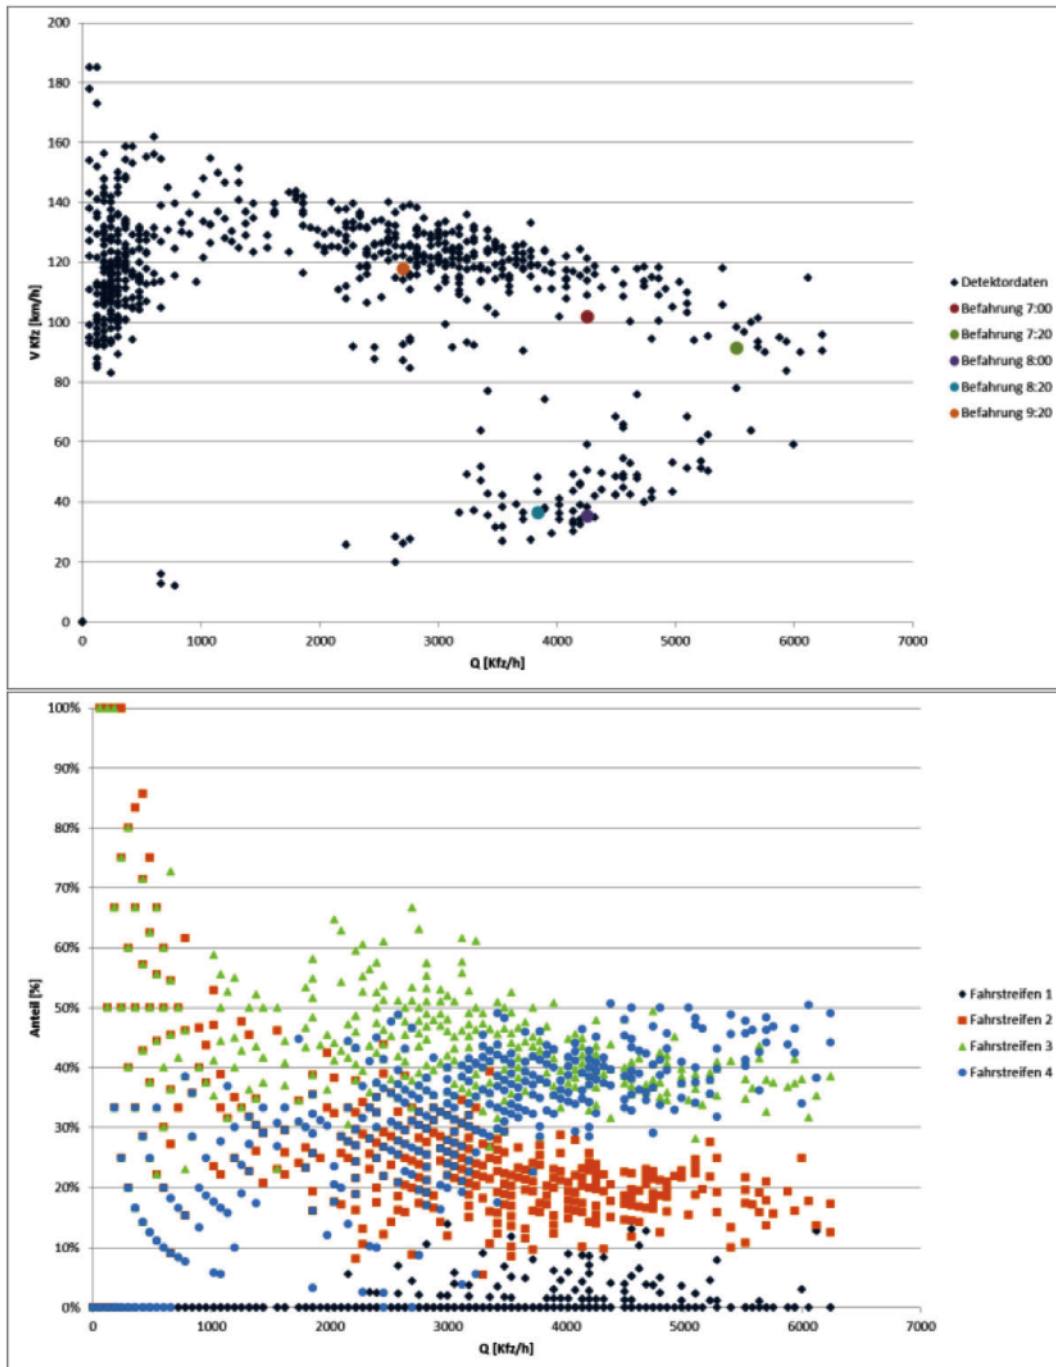 200
180
160
140
120
100
80
60
40
20
0
V Kfz [km/h]
0 1000 2000 3000 4000 5000 6000 7000
Q [Kfz/h]
Detektordaten
Befahrung 7:00
Befahrung 7:20
Befahrung 8:00
Befahrung 8:20
Befahrung 9:20
100%
90%
80%
70%
60%
50%
40%
30%
20%
10%
0%
Anteil [%]
0 1000 2000 3000 4000 5000 6000 7000
Q [Kfz/h]
Fahrstreifen 1
Fahrstreifen 2
Fahrstreifen 3
Fahrstreifen 4